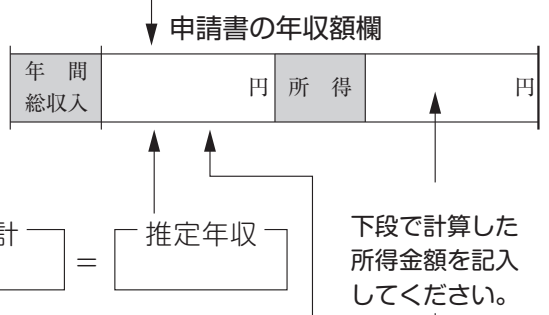 申請書の年収額欄
年間
総収入
円
所得
円
計
=
推定年収
下段で計算した
所得金額を記入
してください。